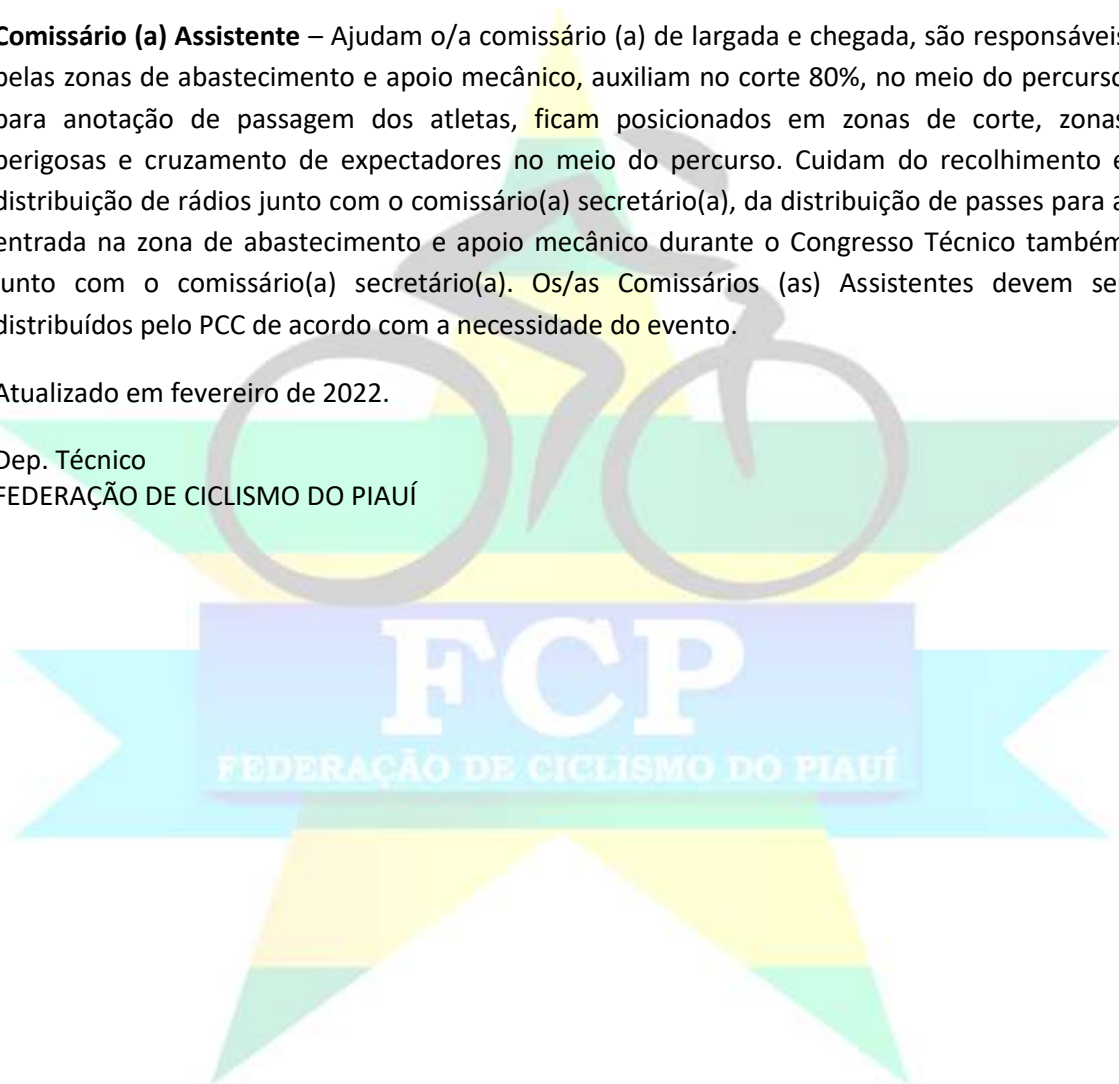 Comissário (a) Assistente – Ajudam o/a comissário (a) de largada e chegada, são responsáveis
pelas zonas de abastecimento e apoio mecânico, auxiliam no corte 80%, no meio do percurso
para anotação de passagem dos atletas, ficam posicionados em zonas de corte, zonas
perigosas e cruzamento de expectadores no meio do percurso. Cuidam do recolhimento e
distribuição de rádios junto com o comissário(a) secretário(a), da distribuição de passes para a
entrada na zona de abastecimento e apoio mecânico durante o Congresso Técnico também
junto com o comissário(a) secretário(a). Os/as Comissários (as) Assistentes devem ser
distribuídos pelo PCC de acordo com a necessidade do evento.
Atualizado em fevereiro de 2022.
Dep. Técnico
FEDERAÇÃO DE CICLISMO DO PIAUÍ
FCP
FEDERAÇÃO DE CICLISMO DO PIAUÍ